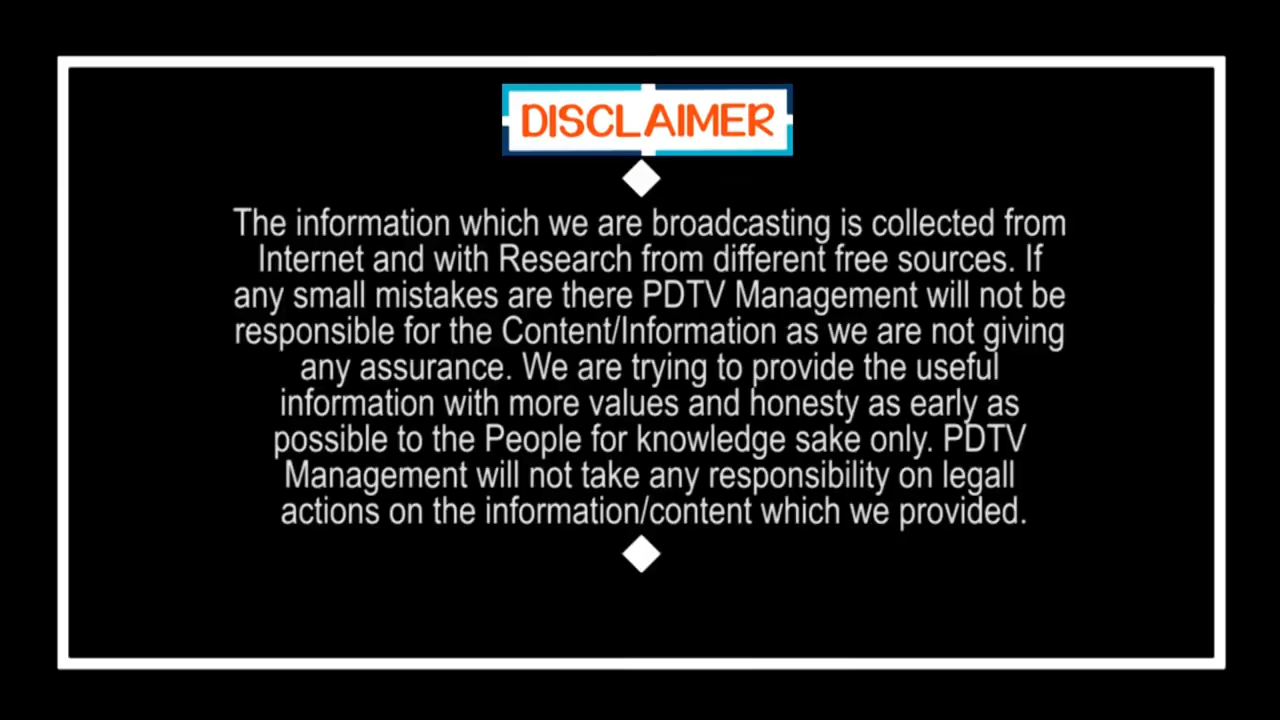 DISCLAIMER
The information which we are broadcasting is collected from
Internet and with Research from different free sources. If
any small mistakes are there PDTV Management will not be
responsible for the Content/Information as we are not giving
any assurance. We are trying to provide the useful
information with more values and honesty as early as
possible to the People for knowledge sake only. PDTV
Management will not take any responsibility on legall
actions on the information/content which we provided.